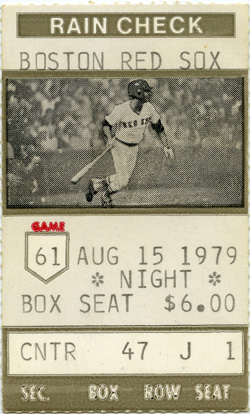 RAIN CHECK
BOSTON RED SOX
RED SOX
GAME
61 AUG 15 1979
* NIGHT *
BOX SEAT $6.00
CNTR 47 J 1
SEC. BOX ROW SEAT